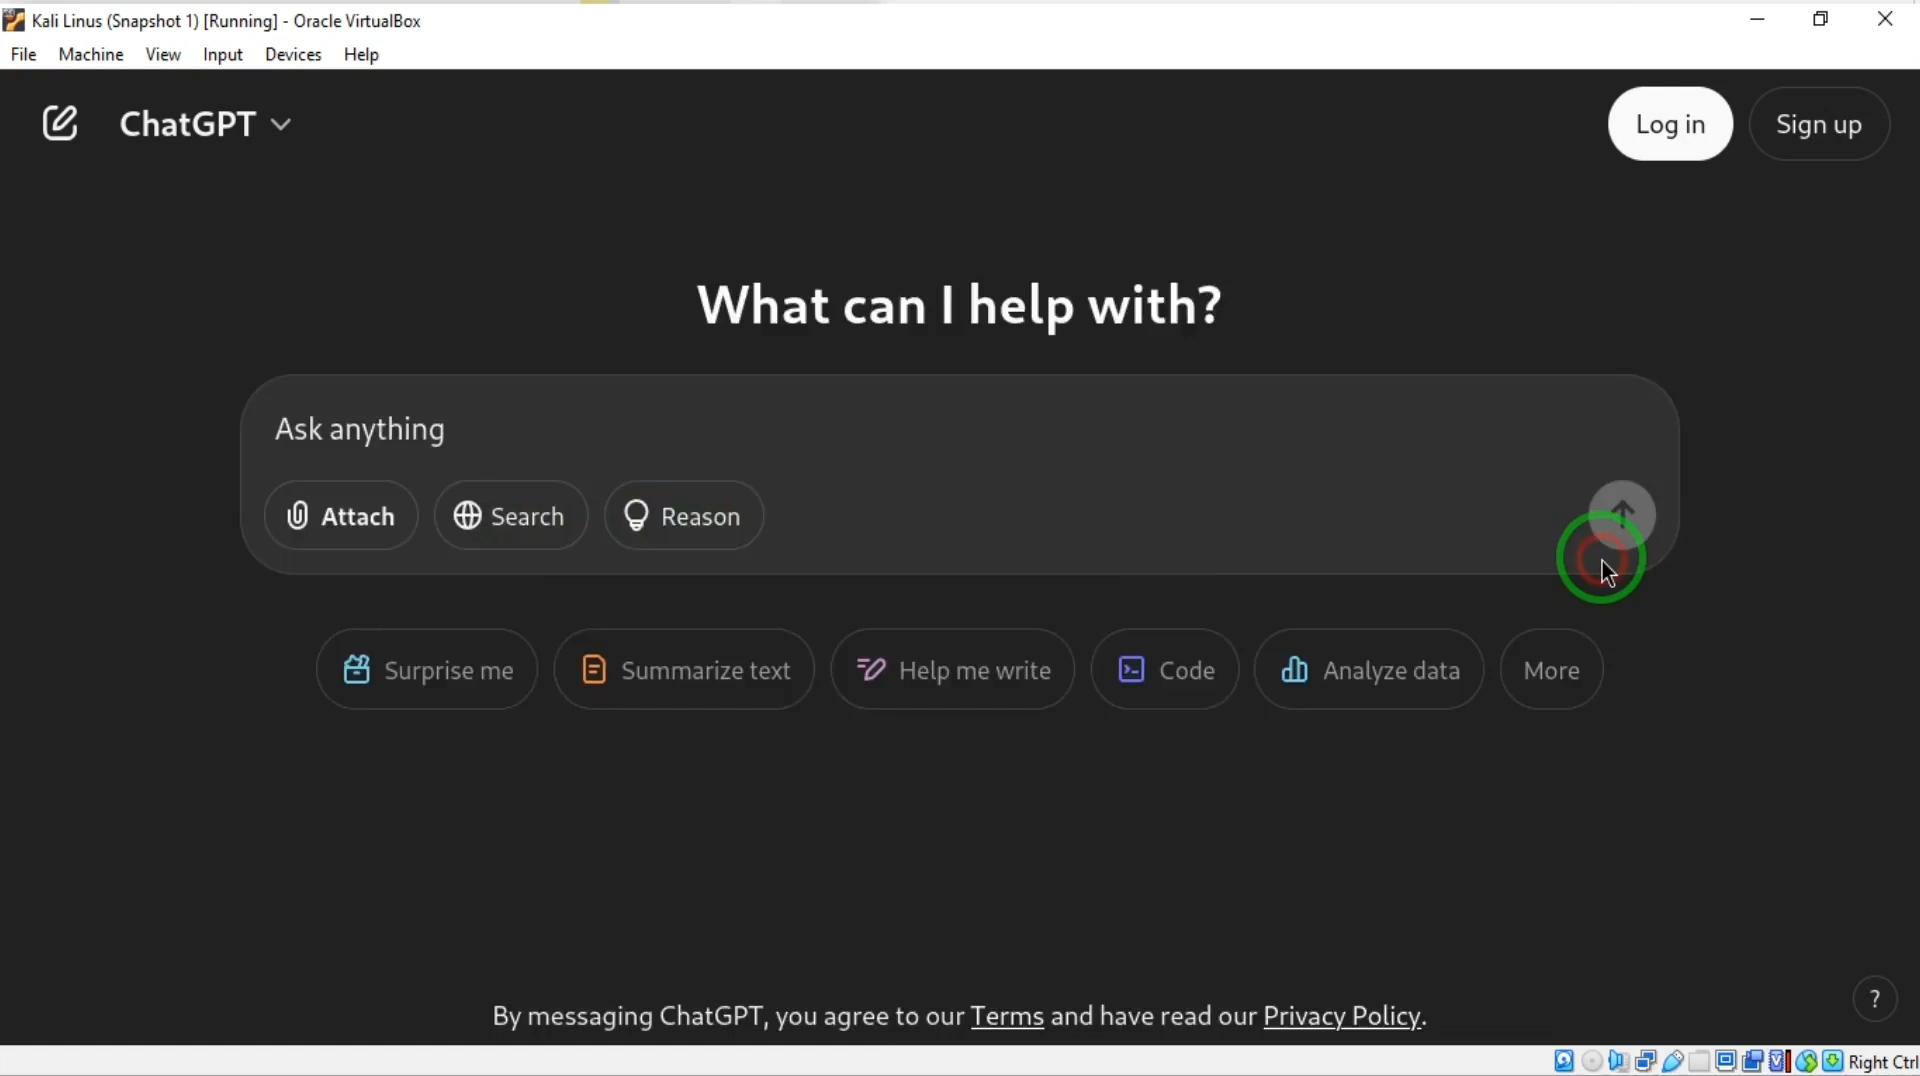 Kali Linus (Snapshot 1) [Running] - Oracle VirtualBox
File Machine View Input Devices Help
ChatGPT
Log in
Sign up
What can I help with?
Ask anything
Attach
Search
Reason
Surprise me
Summarize text
Help me write
Code
Analyze data
More
?
By messaging ChatGPT, you agree to our Terms and have read our Privacy Policy.
Right Ctrl